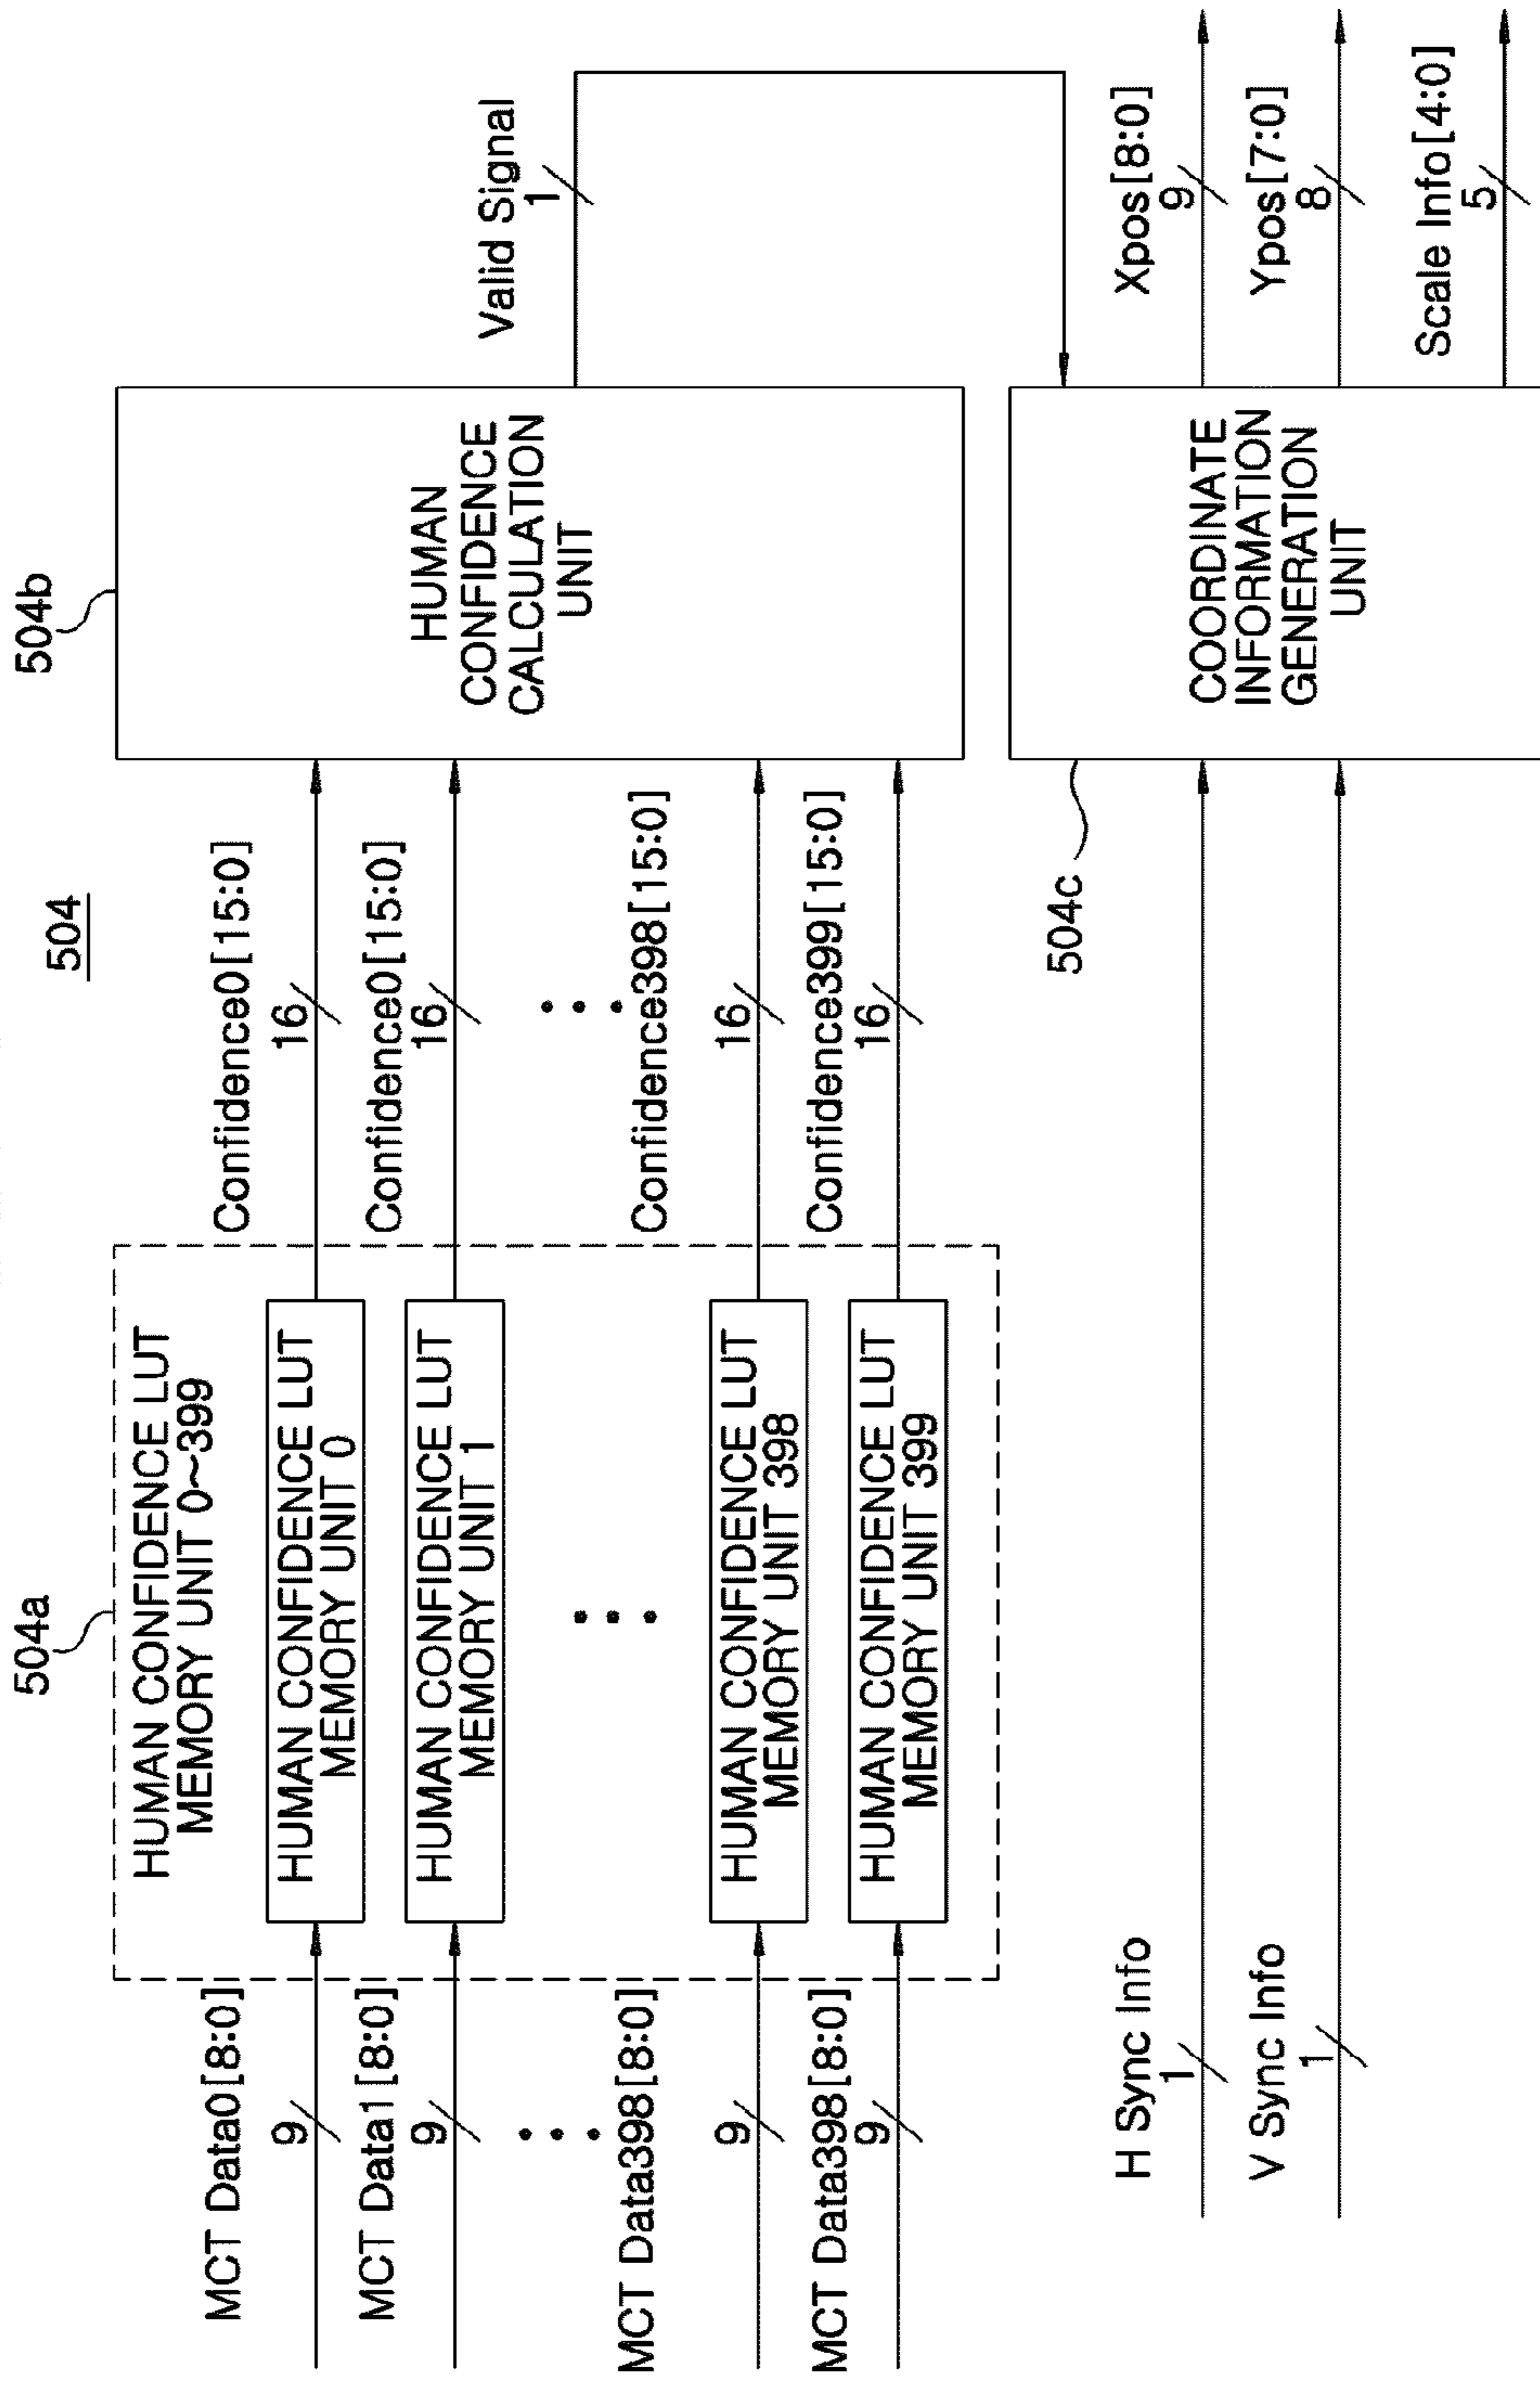 504
504a
504b
HUMAN CONFIDENCE LUT
MEMORY UNIT 0~399
MCT Data0[8:0]
9
HUMAN CONFIDENCE LUT
MEMORY UNIT 0
Confidence0[15:0]
16
MCT Data1[8:0]
9
HUMAN CONFIDENCE LUT
MEMORY UNIT 1
Confidence0[15:0]
16
MCT Data398[8:0]
9
HUMAN CONFIDENCE LUT
MEMORY UNIT 398
Confidence398[15:0]
16
MCT Data398[8:0]
9
HUMAN CONFIDENCE LUT
MEMORY UNIT 399
Confidence399[15:0]
16
HUMAN
CONFIDENCE
CALCULATION
UNIT
Valid Signal
1
504c
H Sync Info
1
V Sync Info
1
COORDINATE
INFORMATION
GENERATION
UNIT
Xpos[8:0]
9
Ypos[7:0]
8
Scale Info[4:0]
5